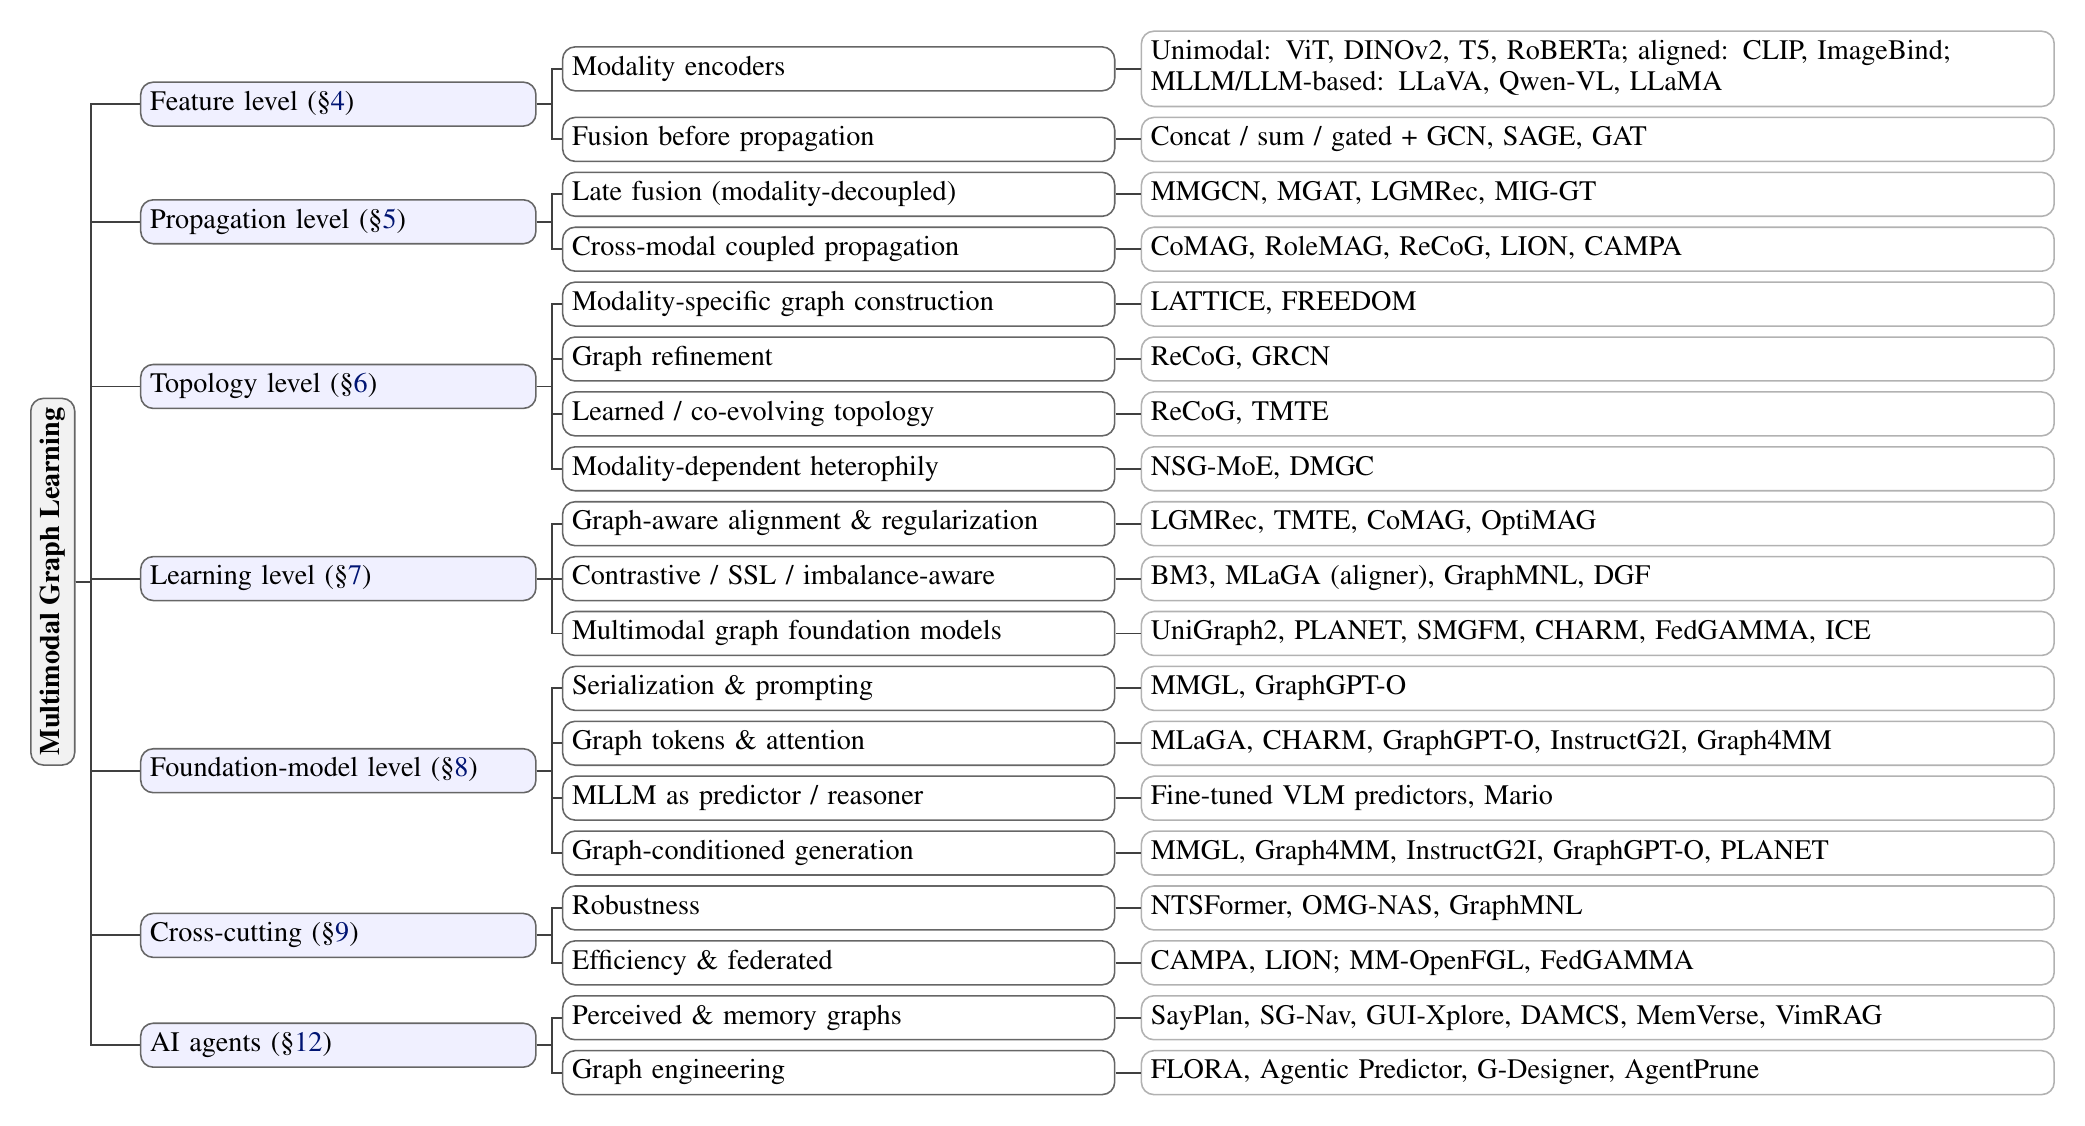 Multimodal Graph Learning
Feature level (§4)
Modality encoders
Unimodal: ViT, DINOv2, T5, RoBERTa; aligned: CLIP, ImageBind;
MLLM/LLM-based: LLaVA, Qwen-VL, LLaMA
Fusion before propagation
Concat / sum / gated + GCN, SAGE, GAT
Propagation level (§5)
Late fusion (modality-decoupled)
MMGCN, MGAT, LGMRec, MIG-GT
Cross-modal coupled propagation
CoMAG, RoleMAG, ReCoG, LION, CAMPA
Topology level (§6)
Modality-specific graph construction
LATTICE, FREEDOM
Graph refinement
ReCoG, GRCN
Learned / co-evolving topology
ReCoG, TMTE
Modality-dependent heterophily
NSG-MoE, DMGC
Learning level (§7)
Graph-aware alignment & regularization
LGMRec, TMTE, CoMAG, OptiMAG
Contrastive / SSL / imbalance-aware
BM3, MLaGA (aligner), GraphMNL, DGF
Multimodal graph foundation models
UniGraph2, PLANET, SMGFM, CHARM, FedGAMMA, ICE
Foundation-model level (§8)
Serialization & prompting
MMGL, GraphGPT-O
Graph tokens & attention
MLaGA, CHARM, GraphGPT-O, InstructG2I, Graph4MM
MLLM as predictor / reasoner
Fine-tuned VLM predictors, Mario
Graph-conditioned generation
MMGL, Graph4MM, InstructG2I, GraphGPT-O, PLANET
Cross-cutting (§9)
Robustness
NTSFormer, OMG-NAS, GraphMNL
Efficiency & federated
CAMPA, LION; MM-OpenFGL, FedGAMMA
AI agents (§12)
Perceived & memory graphs
SayPlan, SG-Nav, GUI-Xplore, DAMCS, MemVerse, VimRAG
Graph engineering
FLORA, Agentic Predictor, G-Designer, AgentPrune